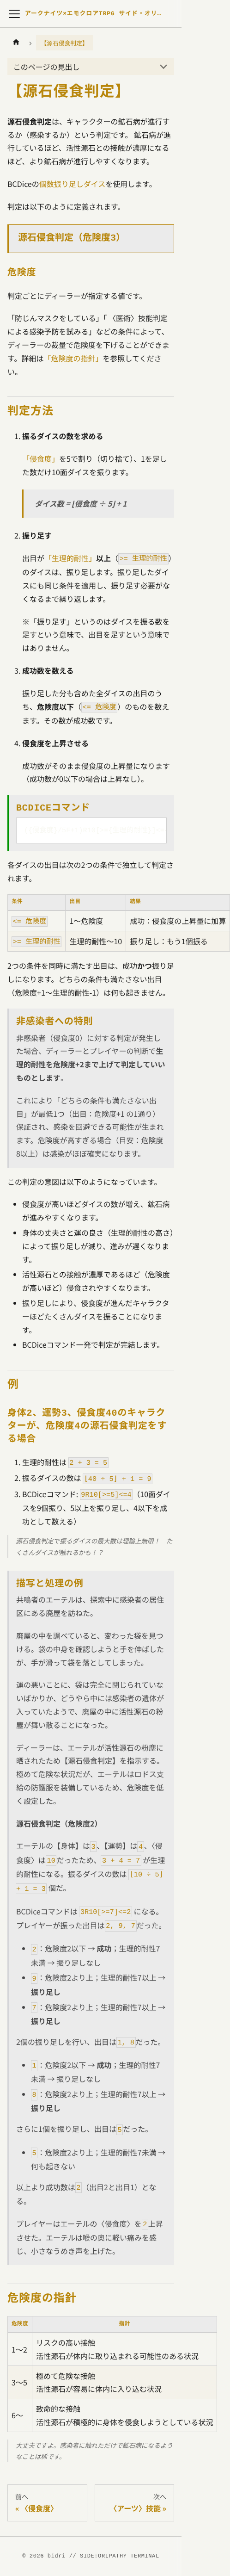 アークナイツ×エモクロアTRPG サイド・オリ…
【源石侵食判定】
このページの見出し
【源石侵食判定】
源石侵食判定は、キャラクターの鉱石病が進行するか（感染するか）という判定です。 鉱石病が進行しているほど、活性源石との接触が濃厚になるほど、より鉱石病が進行しやすくなります。
BCDiceの個数振り足しダイスを使用します。
判定は以下のように定義されます。
源石侵食判定（危険度3）
危険度
判定ごとにディーラーが指定する値です。
「防じんマスクをしている」「〈医術〉技能判定による感染予防を試みる」などの条件によって、ディーラーの裁量で危険度を下げることができます。詳細は「危険度の指針」を参照してください。
判定方法
1. 振るダイスの数を求める
「侵食度」を5で割り（切り捨て）、1を足した数だけ10面ダイスを振ります。
ダイス数 = ⌊侵食度 ÷ 5⌋ + 1
2. 振り足す
出目が「生理的耐性」以上（>= 生理的耐性）のダイスは、振り足しします。振り足したダイスにも同じ条件を適用し、振り足す必要がなくなるまで繰り返します。
※「振り足す」というのはダイスを振る数を足すという意味で、出目を足すという意味ではありません。
3. 成功数を数える
振り足した分も含めた全ダイスの出目のうち、危険度以下（<= 危険度）のものを数えます。その数が成功数です。
4. 侵食度を上昇させる
成功数がそのまま侵食度の上昇量になります（成功数が0以下の場合は上昇なし）。
BCDICEコマンド
各ダイスの出目は次の2つの条件で独立して判定されます。
条件 出目 結果
<= 危険度 1〜危険度 成功：侵食度の上昇量に加算
>= 生理的耐性 生理的耐性〜10 振り足し：もう1個振る
2つの条件を同時に満たす出目は、成功かつ振り足しになります。どちらの条件も満たさない出目（危険度+1〜生理的耐性-1）は何も起きません。
非感染者への特則
非感染者（侵食度0）に対する判定が発生した場合、ディーラーとプレイヤーの判断で生理的耐性を危険度+2まで上げて判定していいものとします。
これにより「どちらの条件も満たさない出目」が最低1つ（出目：危険度+1 の1通り）保証され、感染を回避できる可能性が生まれます。危険度が高すぎる場合（目安：危険度8以上）は感染がほぼ確実になります。
この判定の意図は以下のようになっています。
侵食度が高いほどダイスの数が増え、鉱石病が進みやすくなります。
身体の丈夫さと運の良さ（生理的耐性の高さ）によって振り足しが減り、進みが遅くなります。
活性源石との接触が濃厚であるほど（危険度が高いほど）侵食されやすくなります。
振り足しにより、侵食度が進んだキャラクターほどたくさんダイスを振ることになります。
BCDiceコマンド一発で判定が完結します。
例
身体2、運勢3、侵食度40のキャラクターが、危険度4の源石侵食判定をする場合
1. 生理的耐性は 2 + 3 = 5
2. 振るダイスの数は ⌊40 ÷ 5⌋ + 1 = 9
3. BCDiceコマンド: 9R10[>=5]<=4（10面ダイスを9個振り、5以上を振り足し、4以下を成功として数える）
源石侵食判定で振るダイスの最大数は理論上無限！ たくさんダイスが触れるかも！？
描写と処理の例
共鳴者のエーテルは、探索中に感染者の居住区にある廃屋を訪ねた。
廃屋の中を調べていると、変わった袋を見つける。袋の中身を確認しようと手を伸ばしたが、手が滑って袋を落としてしまった。
運の悪いことに、袋は完全に閉じられていないばかりか、どうやら中には感染者の遺体が入っていたようで、廃屋の中に活性源石の粉塵が舞い散ることになった。
ディーラーは、エーテルが活性源石の粉塵に晒されたため【源石侵食判定】を指示する。極めて危険な状況だが、エーテルはロドス支給の防護服を装備しているため、危険度を低く設定した。
源石侵食判定（危険度2）
エーテルの【身体】は3、【運勢】は4、〈侵食度〉は10だったため、3 + 4 = 7が生理的耐性になる。振るダイスの数は⌊10 ÷ 5⌋ + 1 = 3個だ。
BCDiceコマンドは 3R10[>=7]<=2 になる。プレイヤーが振った出目は2, 9, 7だった。
2：危険度2以下 → 成功；生理的耐性7未満 → 振り足しなし
9：危険度2より上；生理的耐性7以上 → 振り足し
7：危険度2より上；生理的耐性7以上 → 振り足し
2個の振り足しを行い、出目は1, 8だった。
1：危険度2以下 → 成功；生理的耐性7未満 → 振り足しなし
8：危険度2より上；生理的耐性7以上 → 振り足し
さらに1個を振り足し、出目は5だった。
5：危険度2より上；生理的耐性7未満 → 何も起きない
以上より成功数は2（出目2と出目1）となる。
プレイヤーはエーテルの〈侵食度〉を2上昇させた。エーテルは喉の奥に軽い痛みを感じ、小さなうめき声を上げた。
危険度の指針
危険度 指針
1〜2 リスクの高い接触
活性源石が体内に取り込まれる可能性のある状況
3〜5 極めて危険な接触
活性源石が容易に体内に入り込む状況
6〜 致命的な接触
活性源石が積極的に身体を侵食しようとしている状況
大丈夫ですよ。感染者に触れただけで鉱石病になるようなことは稀です。
前へ
« 〈侵食度〉
次へ
〈アーツ〉技能 »
© 2026 bidri // SIDE:ORIPATHY TERMINAL